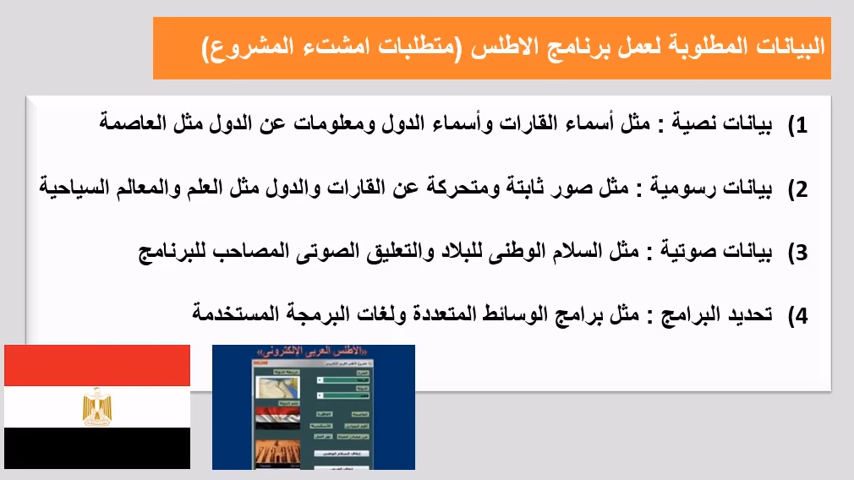 البيانات المطلوبة لعمل برنامج الاطلس (متطلبات امشتء المشروع)
1) بيانات نصية : مثل أسماء القارات وأسماء الدول ومعلومات عن الدول مثل العاصمة
2) بيانات رسومية : مثل صور ثابتة ومتحركة عن القارات والدول مثل العلم والمعالم السياحية
3) بيانات صوتية : مثل السلام الوطنى للبلاد والتعليق الصوتى المصاحب للبرنامج
4) تحديد البرامج : مثل برامج الوسائط المتعددة ولغات البرمجة المستخدمة
«الأطلس العربى الإلكترونى»